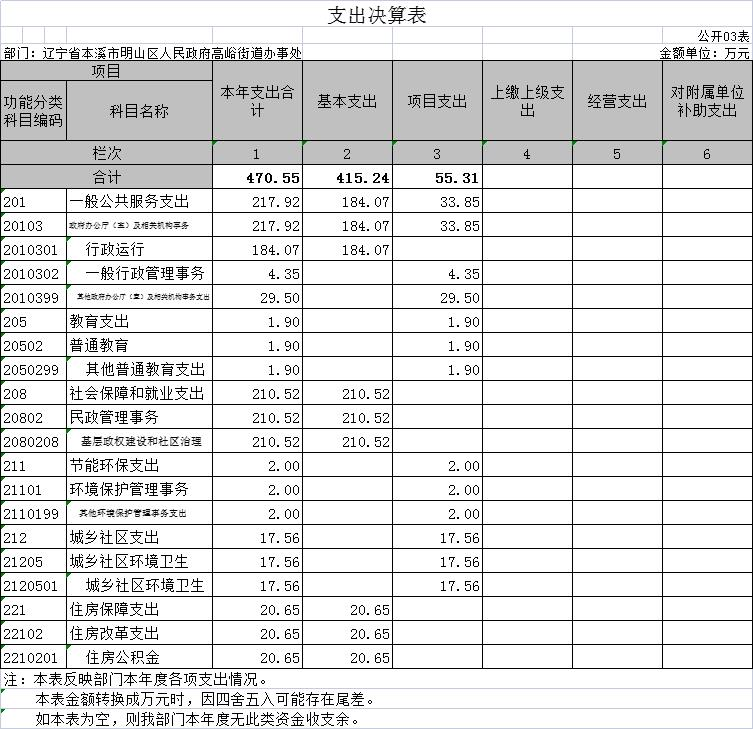 支出决算表
公开03表
部门：辽宁省本溪市明山区人民政府高峪街道办事处 金额单位：万元
项目 本年支出合计 基本支出 项目支出 上缴上级支出 经营支出 对附属单位补助支出
功能分类科目编码 科目名称
栏次 1 2 3 4 5 6
合计 470.55 415.24 55.31
201 一般公共服务支出 217.92 184.07 33.85
20103 政府办公厅（室）及相关机构事务 217.92 184.07 33.85
2010301 行政运行 184.07 184.07
2010302 一般行政管理事务 4.35 4.35
2010399 其他政府办公厅（室）及相关机构事务支出 29.50 29.50
205 教育支出 1.90 1.90
20502 普通教育 1.90 1.90
2050299 其他普通教育支出 1.90 1.90
208 社会保障和就业支出 210.52 210.52
20802 民政管理事务 210.52 210.52
2080208 基层政权建设和社区治理 210.52 210.52
211 节能环保支出 2.00 2.00
21101 环境保护管理事务 2.00 2.00
2110199 其他环境保护管理事务支出 2.00 2.00
212 城乡社区支出 17.56 17.56
21205 城乡社区环境卫生 17.56 17.56
2120501 城乡社区环境卫生 17.56 17.56
221 住房保障支出 20.65 20.65
22102 住房改革支出 20.65 20.65
2210201 住房公积金 20.65 20.65
注：本表反映部门本年度各项支出情况。
本表金额转换成万元时，因四舍五入可能存在尾差。
如本表为空，则我部门本年度无此类资金收支余。